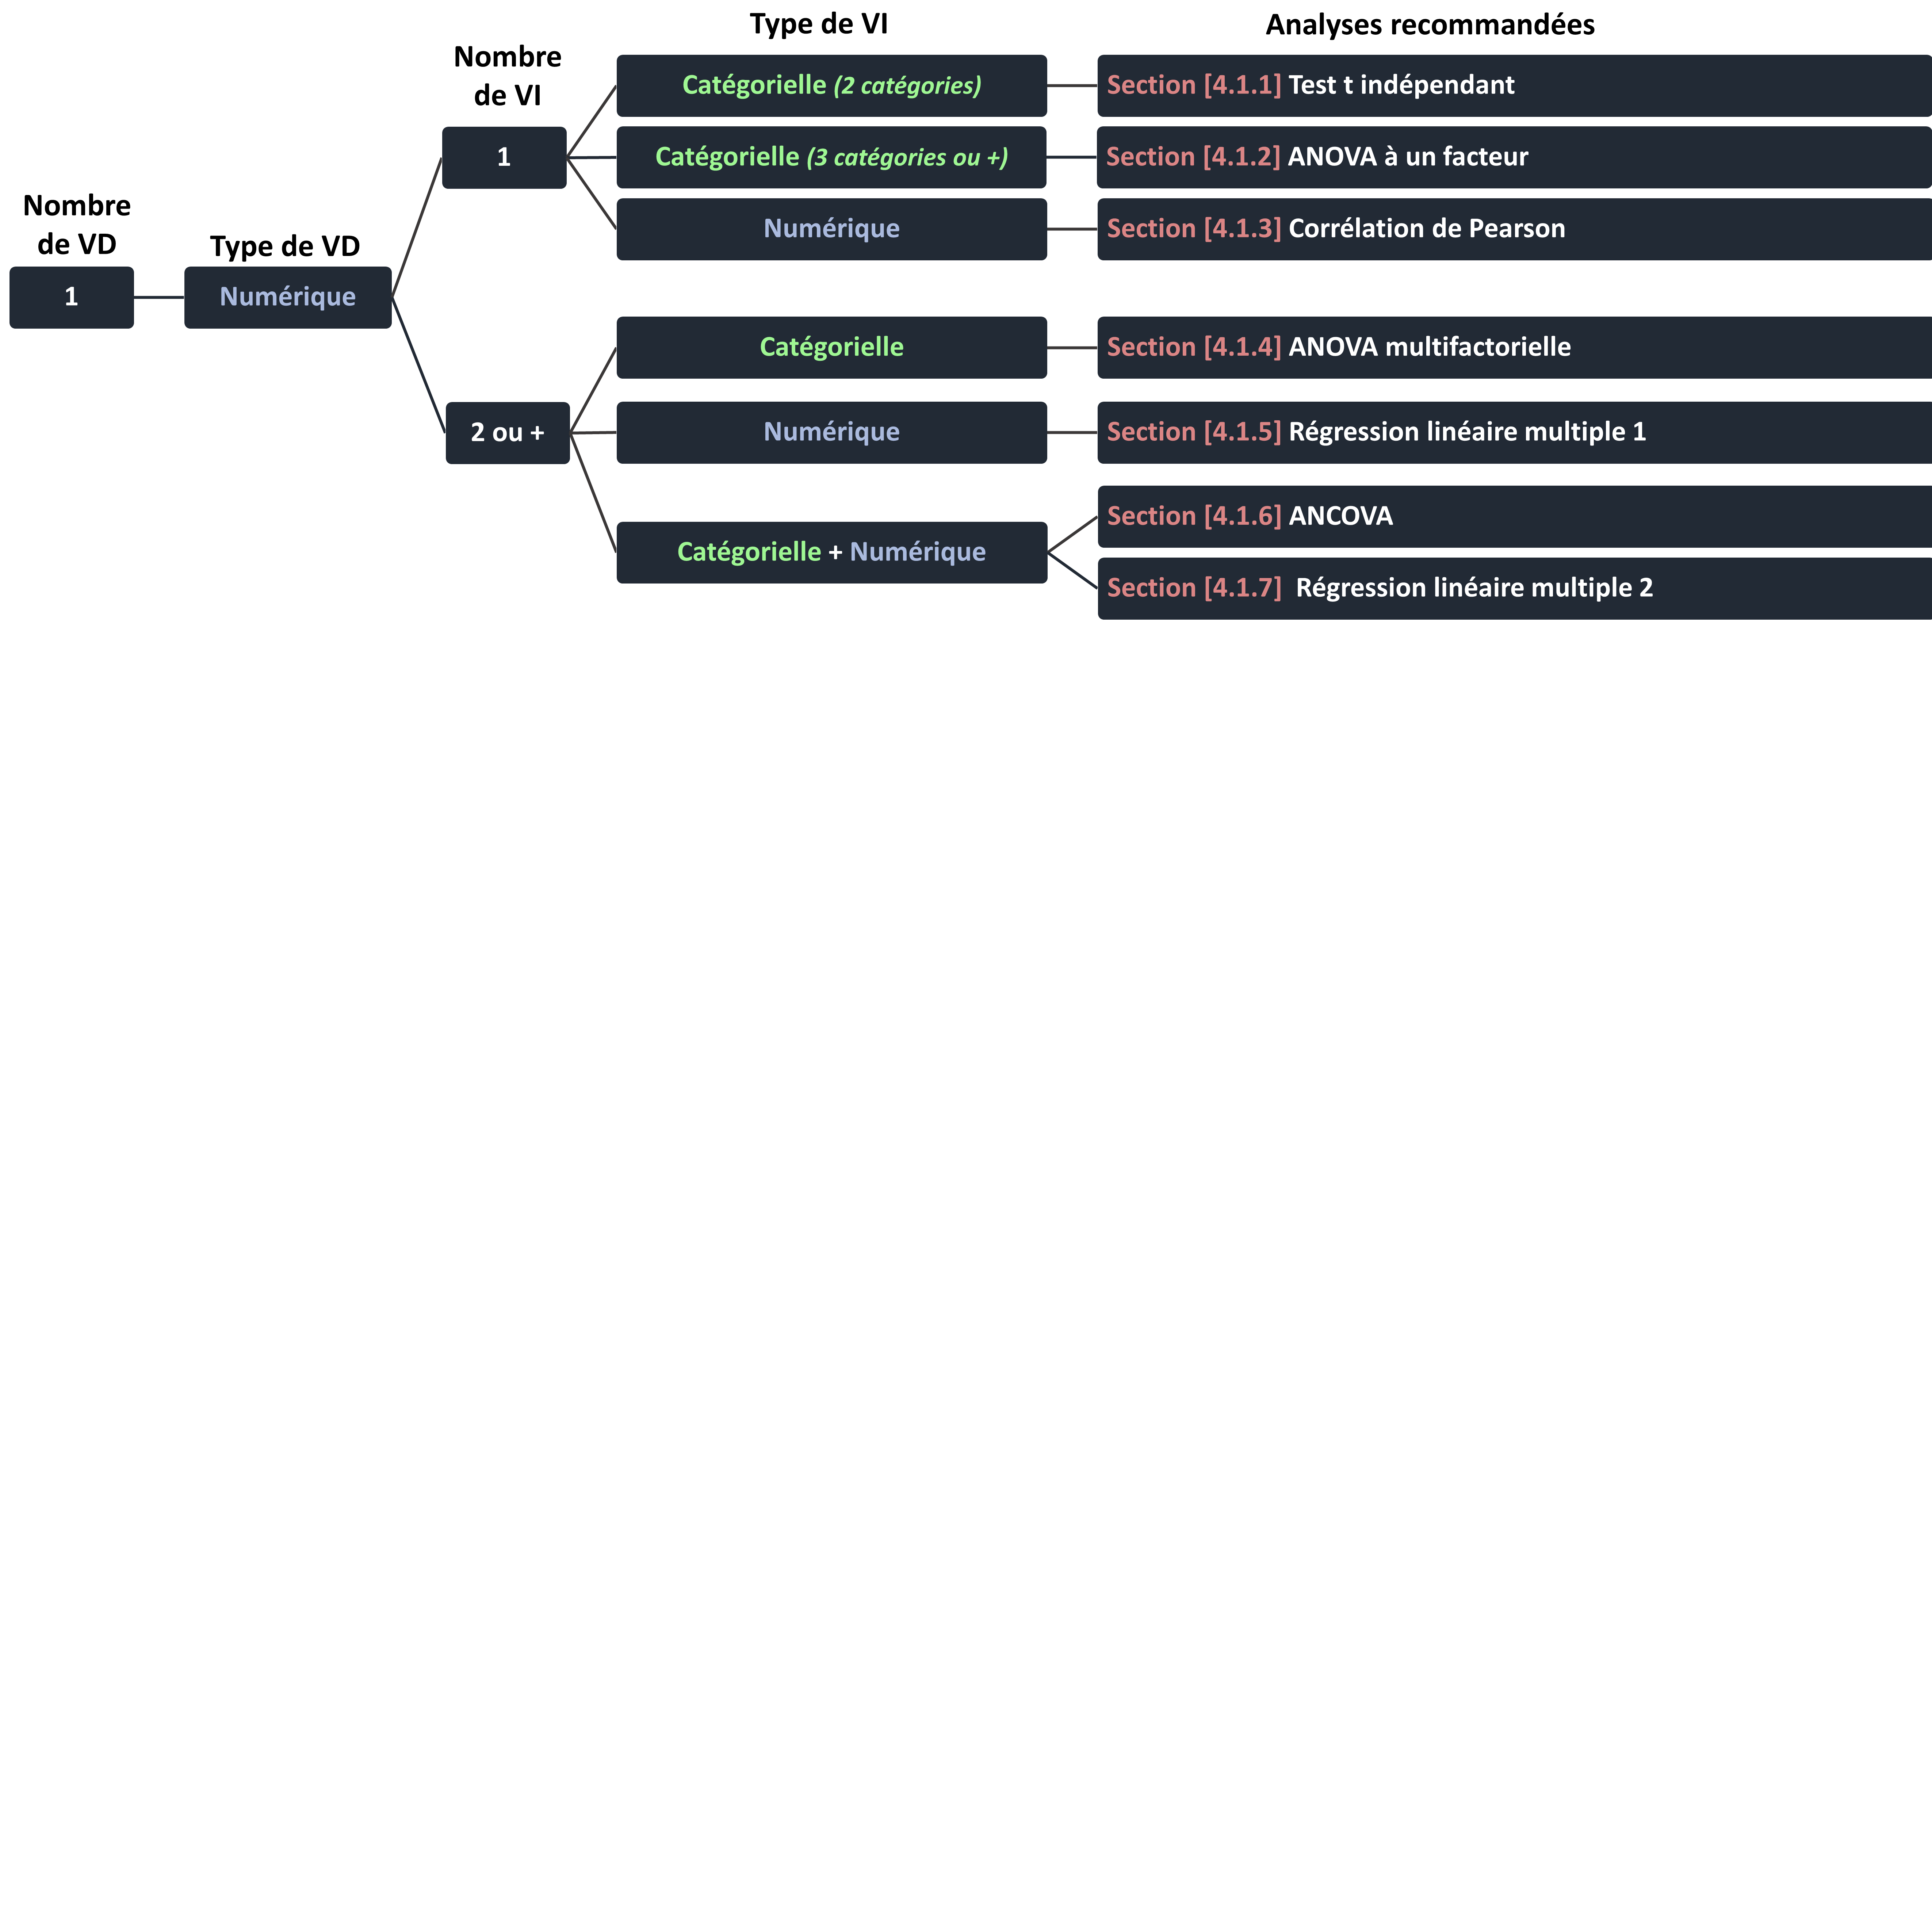 Type de VI
Analyses recommandées
Nombre
de VI
Catégorielle (2 catégories)
Section [4.1.1] Test t indépendant
1
Catégorielle (3 catégories ou +)
Section [4.1.2] ANOVA à un facteur
Nombre
de VD
Type de VD
Numérique
Section [4.1.3] Corrélation de Pearson
1
Numérique
Catégorielle
Section [4.1.4] ANOVA multifactorielle
2 ou +
Numérique
Section [4.1.5] Régression linéaire multiple 1
Catégorielle + Numérique
Section [4.1.6] ANCOVA
Section [4.1.7] Régression linéaire multiple 2